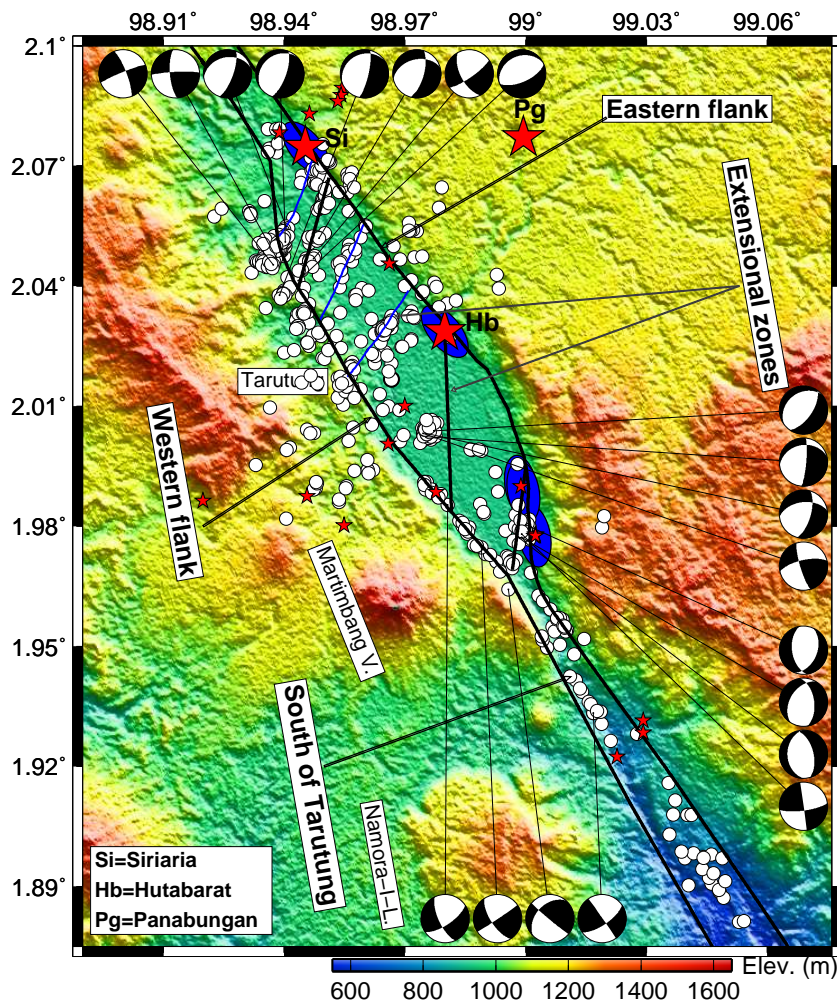 98.91˚ 98.94˚ 98.97˚ 99˚ 99.03˚ 99.06˚
2.1˚
2.07˚
2.04˚
2.01˚
1.98˚
1.95˚
1.92˚
1.89˚
Si
Pg
Eastern flank
Extensional zones
Hb
Tarutu
Western flank
Martimbang V.
South of Tarutung
Namora−I−L.
Si=Siriaria
Hb=Hutabarat
Pg=Panabungan
Elev. (m)
600 1000 1200 1400 1600